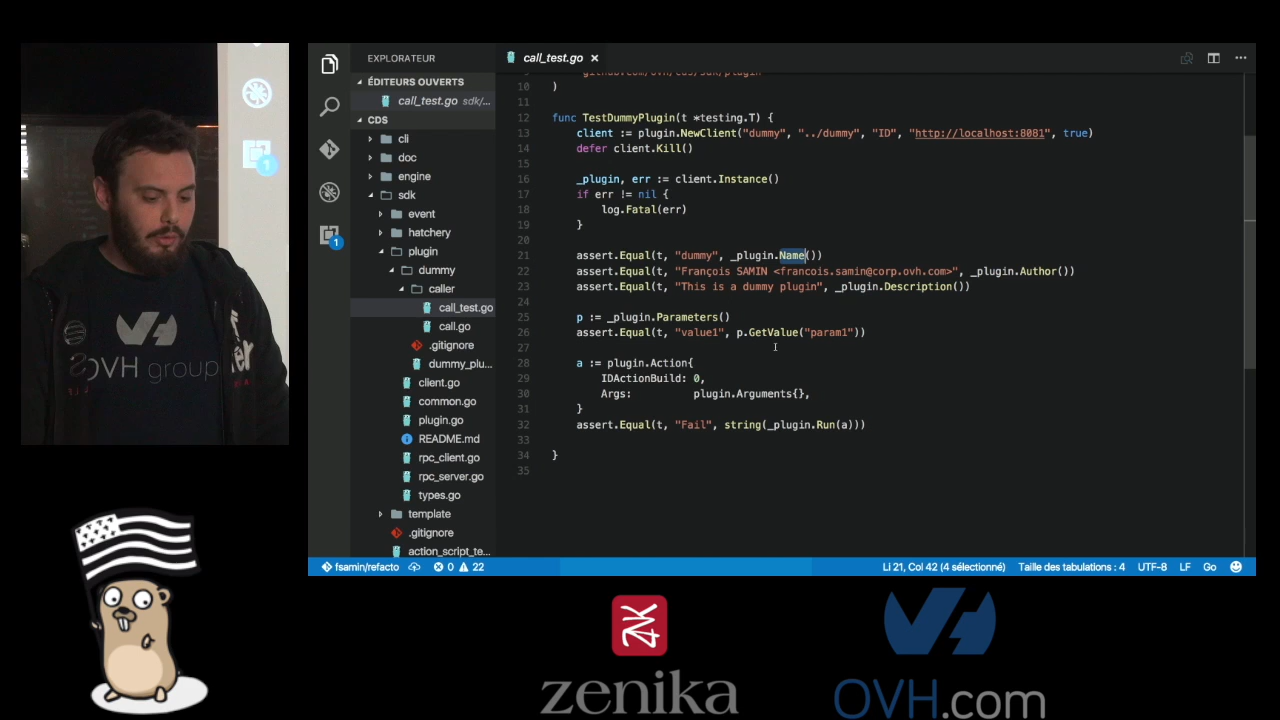 OVH group
EXPLORATEUR
ÉDITEURS OUVERTS
call_test.go sdk/...
CDS
cli
doc
engine
sdk
event
hatchery
plugin
dummy
caller
call_test.go
call.go
.gitignore
dummy_plu...
client.go
common.go
plugin.go
README.md
rpc_client.go
rpc_server.go
types.go
template
.gitignore
action_script_te...
call_test.go
"github.com/ovh/cds/sdk/plugin"
10 )
11
12 func TestDummyPlugin(t *testing.T) {
13 client := plugin.NewClient("dummy", "../dummy", "ID", "http://localhost:8081", true)
14 defer client.Kill()
15
16 _plugin, err := client.Instance()
17 if err != nil {
18 log.Fatal(err)
19 }
20
21 assert.Equal(t, "dummy", _plugin.Name())
22 assert.Equal(t, "François SAMIN <francois.samin@corp.ovh.com>", _plugin.Author())
23 assert.Equal(t, "This is a dummy plugin", _plugin.Description())
24
25 p := _plugin.Parameters()
26 assert.Equal(t, "value1", p.GetValue("param1"))
27
28 a := plugin.Action{
29 IDActionBuild: 0,
30 Args: plugin.Arguments{},
31 }
32 assert.Equal(t, "Fail", string(_plugin.Run(a)))
33
34 }
35
1
fsamin/refacto 0 22 Li 21, Col 42 (4 sélectionné) Taille des tabulations : 4 UTF-8 LF Go
zenika
OVH.com